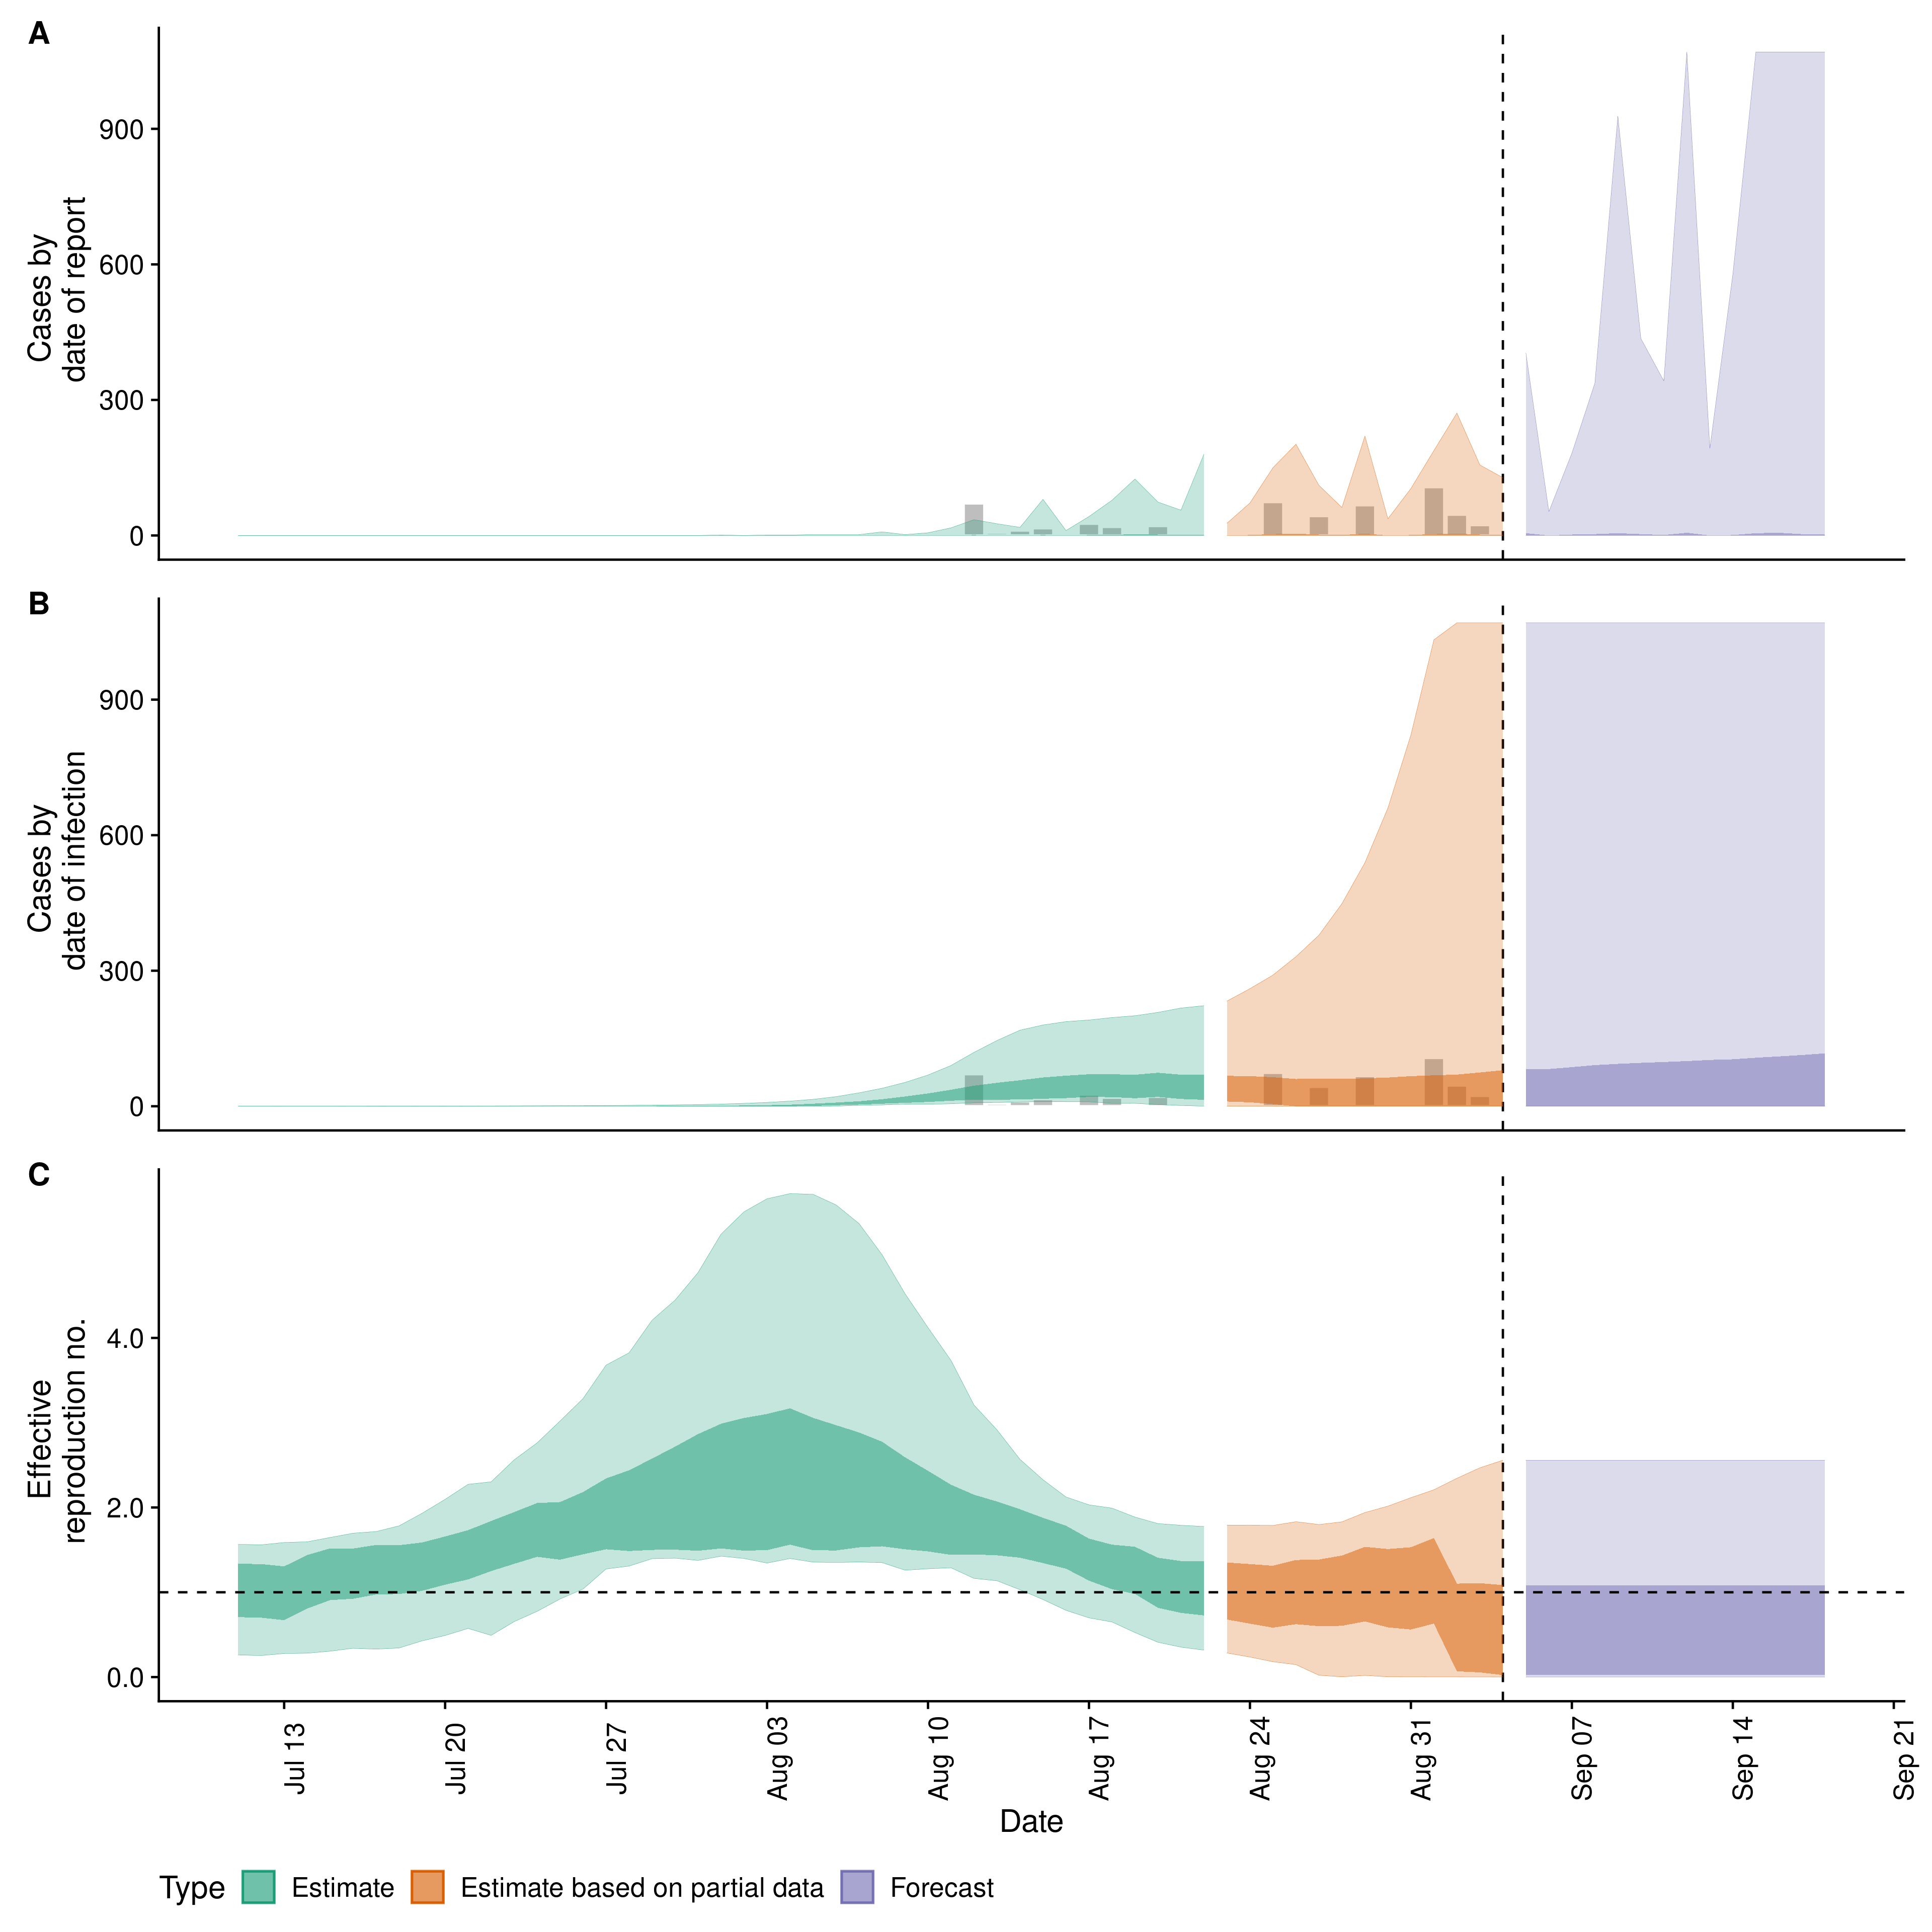 A
Cases by
date of report
900
600
300
0
B
Cases by
date of infection
900
600
300
0
C
Effective
reproduction no.
4.0
2.0
0.0
Jul 13
Jul 20
Jul 27
Aug 03
Aug 10
Aug 17
Aug 24
Aug 31
Sep 07
Sep 14
Sep 21
Date
Type Estimate Estimate based on partial data Forecast